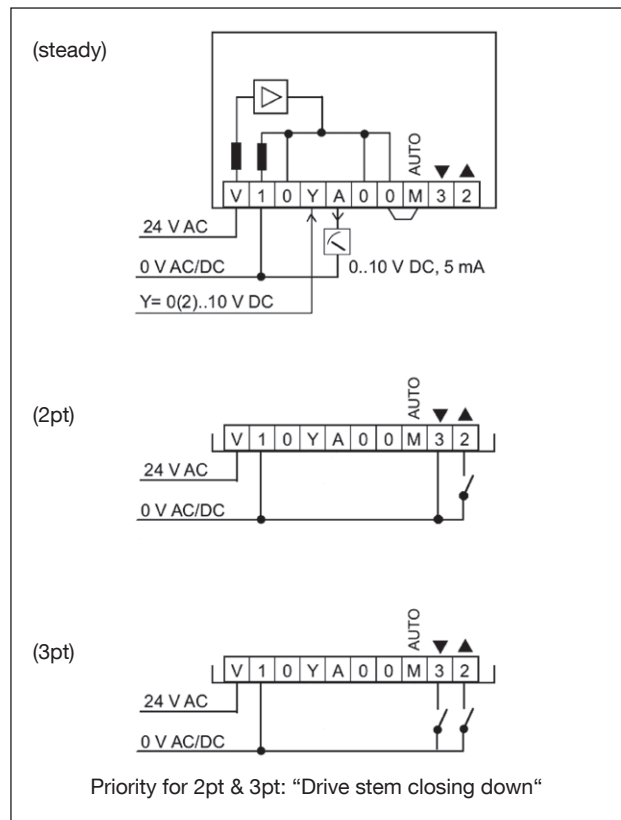 (steady)
AUTO
▼ ▲
V 1 0 Y A 0 0 M 3 2
24 V AC
0 V AC/DC
0..10 V DC, 5 mA
Y= 0(2)..10 V DC
(2pt)
AUTO
▼ ▲
V 1 0 Y A 0 0 M 3 2
24 V AC
0 V AC/DC
(3pt)
AUTO
▼ ▲
V 1 0 Y A 0 0 M 3 2
24 V AC
0 V AC/DC
Priority for 2pt & 3pt: “Drive stem closing down“